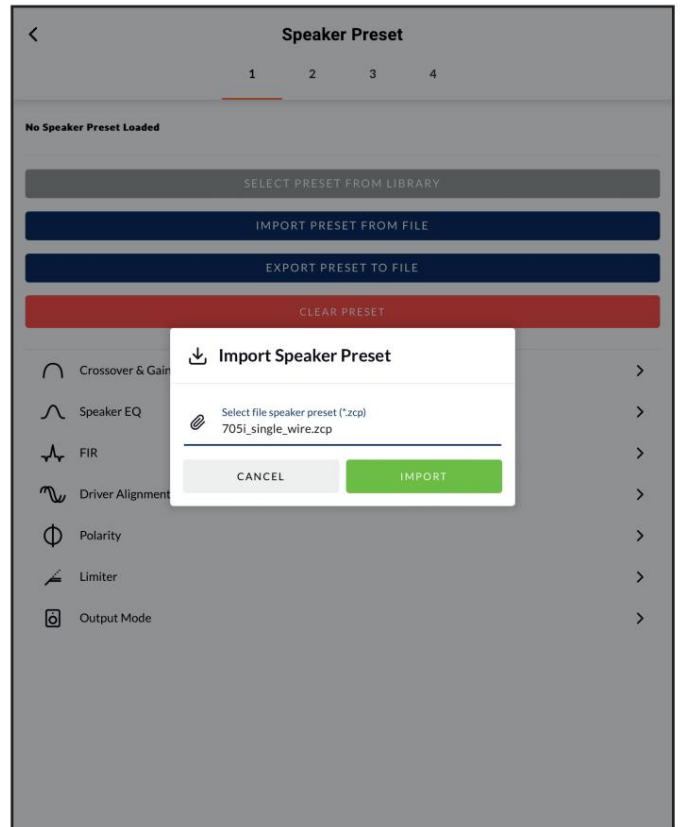 Speaker Preset
1 2 3 4
No Speaker Preset Loaded
SELECT PRESET FROM LIBRARY
IMPORT PRESET FROM FILE
EXPORT PRESET TO FILE
CLEAR PRESET
Import Speaker Preset
Select file speaker preset (*.zcp)
705i_single_wire.zcp
CANCEL IMPORT
Crossover & Gain
Speaker EQ
FIR
Driver Alignment
Polarity
Limiter
Output Mode